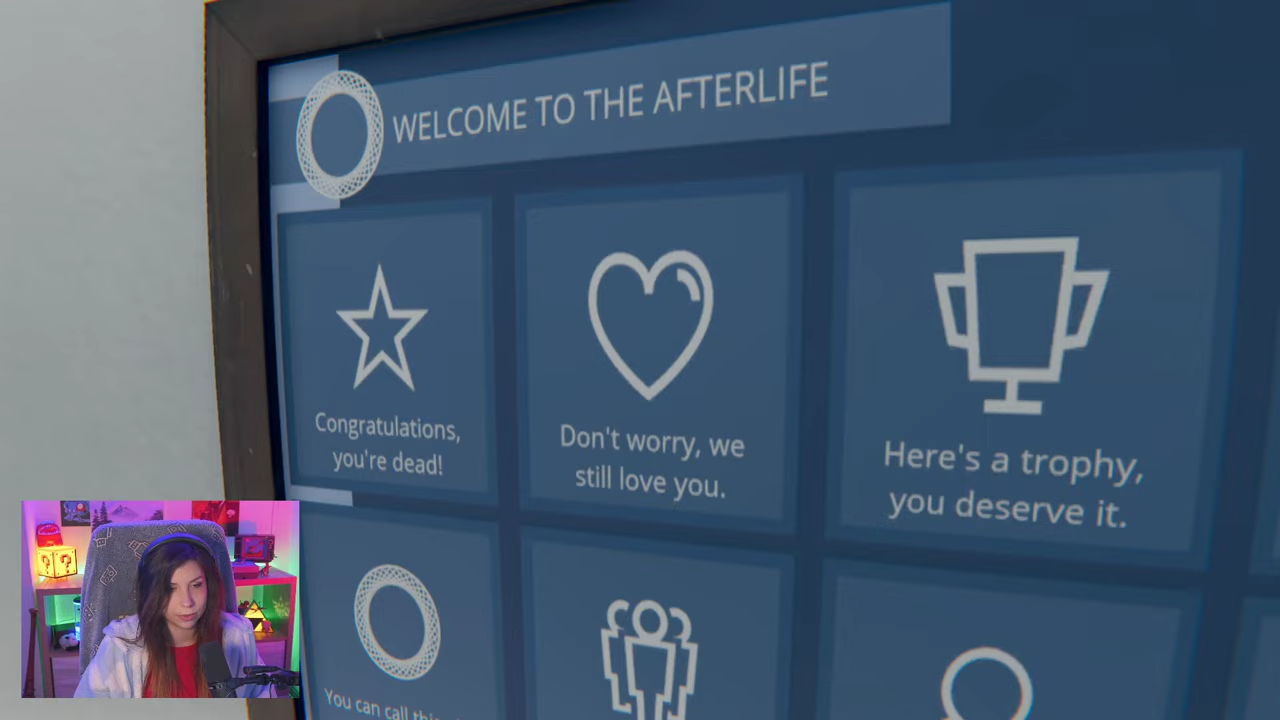 WELCOME TO THE AFTERLIFE
Congratulations,
you're dead!
Don't worry, we
still love you.
Here's a trophy,
you deserve it.
You can call